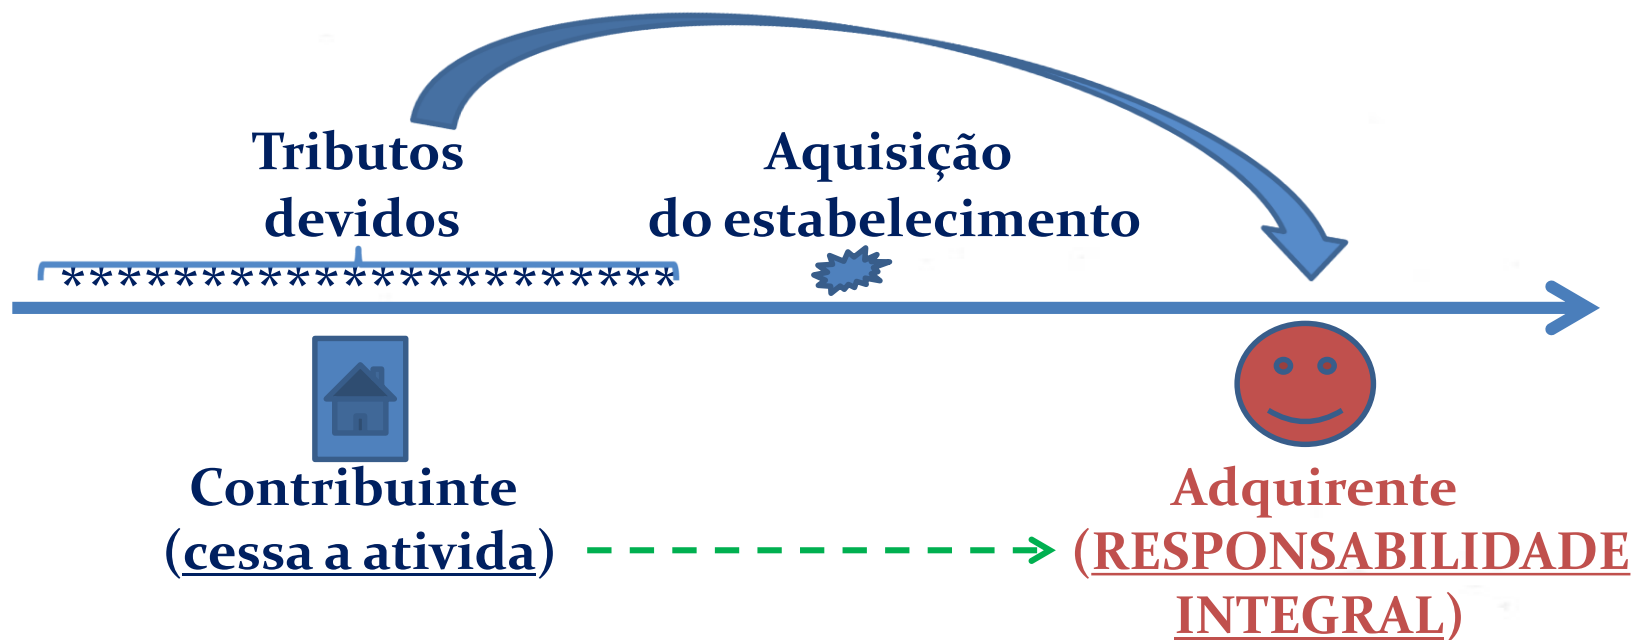 Tributos
devidos
Aquisição
do estabelecimento
***********************
Contribuinte
(cessa a ativida)
Adquirente
(RESPONSABILIDADE
INTEGRAL)